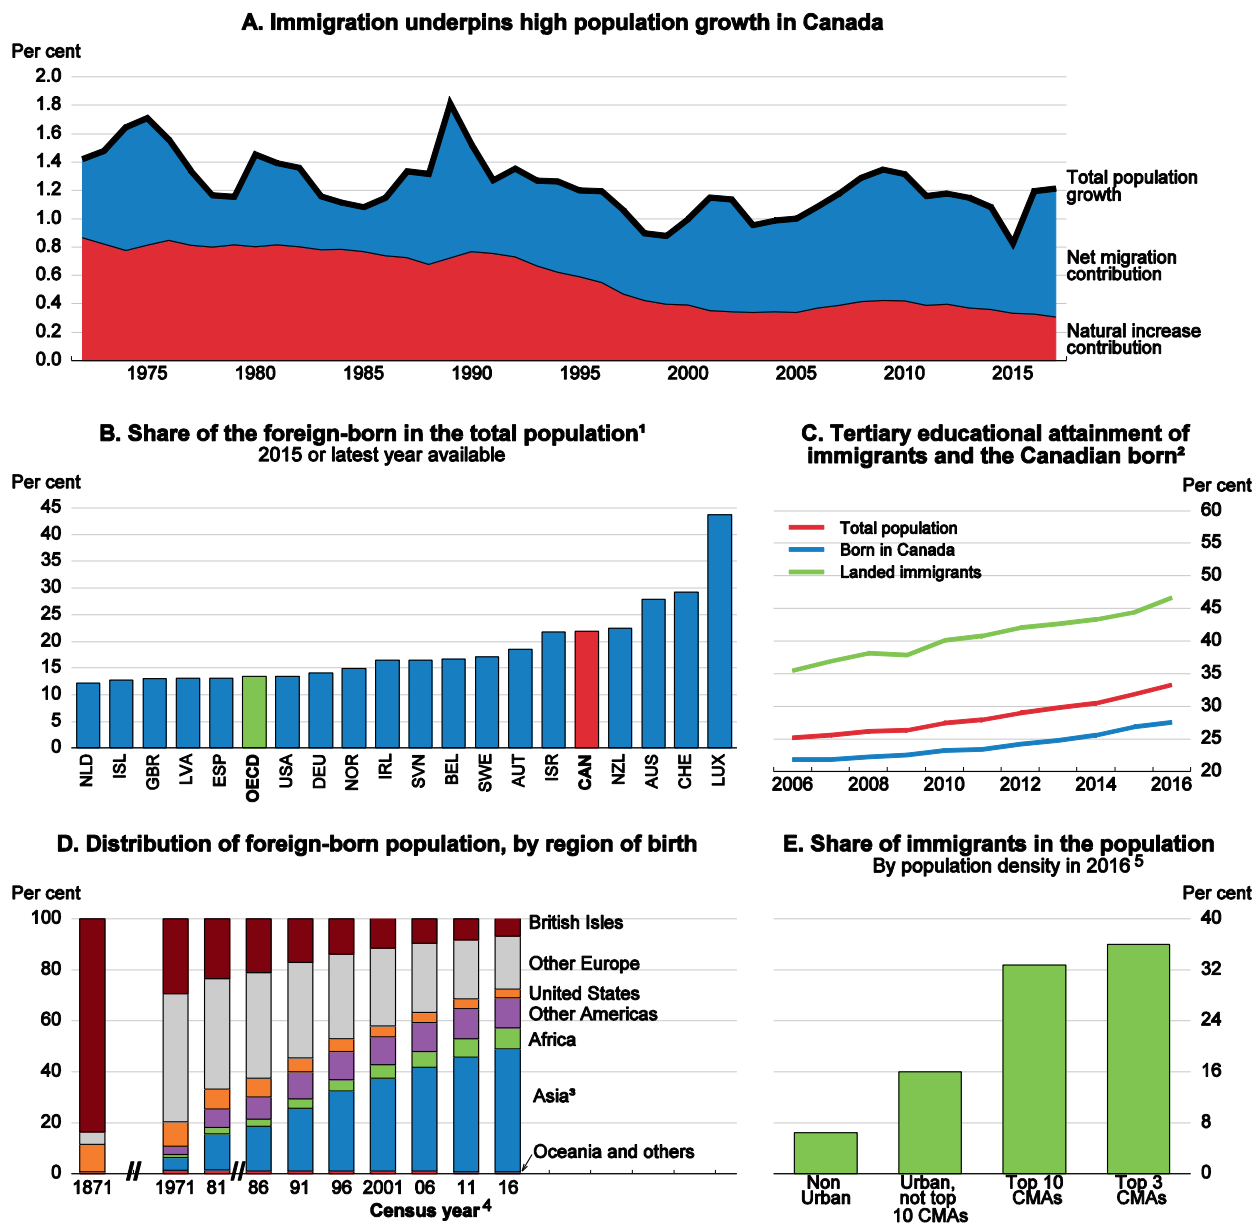 A. Immigration underpins high population growth in Canada
Per cent
2.0
1.8
1.6
1.4
1.2
1.0
0.8
0.6
0.4
0.2
0.0
Total population
growth
Net migration
contribution
Natural increase
contribution
1975 1980 1985 1990 1995 2000 2005 2010 2015
B. Share of the foreign-born in the total population¹
2015 or latest year available
Per cent
45
40
35
30
25
20
15
10
5
0
NLD ISL GBR LVA ESP OECD USA DEU NOR IRL SVN BEL SWE AUT ISR CAN NZL AUS CHE LUX
C. Tertiary educational attainment of
immigrants and the Canadian born²
Per cent
60
55
50
45
40
35
30
25
20
Total population
Born in Canada
Landed immigrants
2006 2008 2010 2012 2014 2016
D. Distribution of foreign-born population, by region of birth
Per cent
100
80
60
40
20
0
British Isles
Other Europe
United States
Other Americas
Africa
Asia³
Oceania and others
1871 // 1971 81 // 86 91 96 2001 06 11 16
Census year⁴
E. Share of immigrants in the population
By population density in 2016 ⁵
Per cent
40
32
24
16
8
0
Non
Urban
Urban,
not top
10 CMAs
Top 10
CMAs
Top 3
CMAs